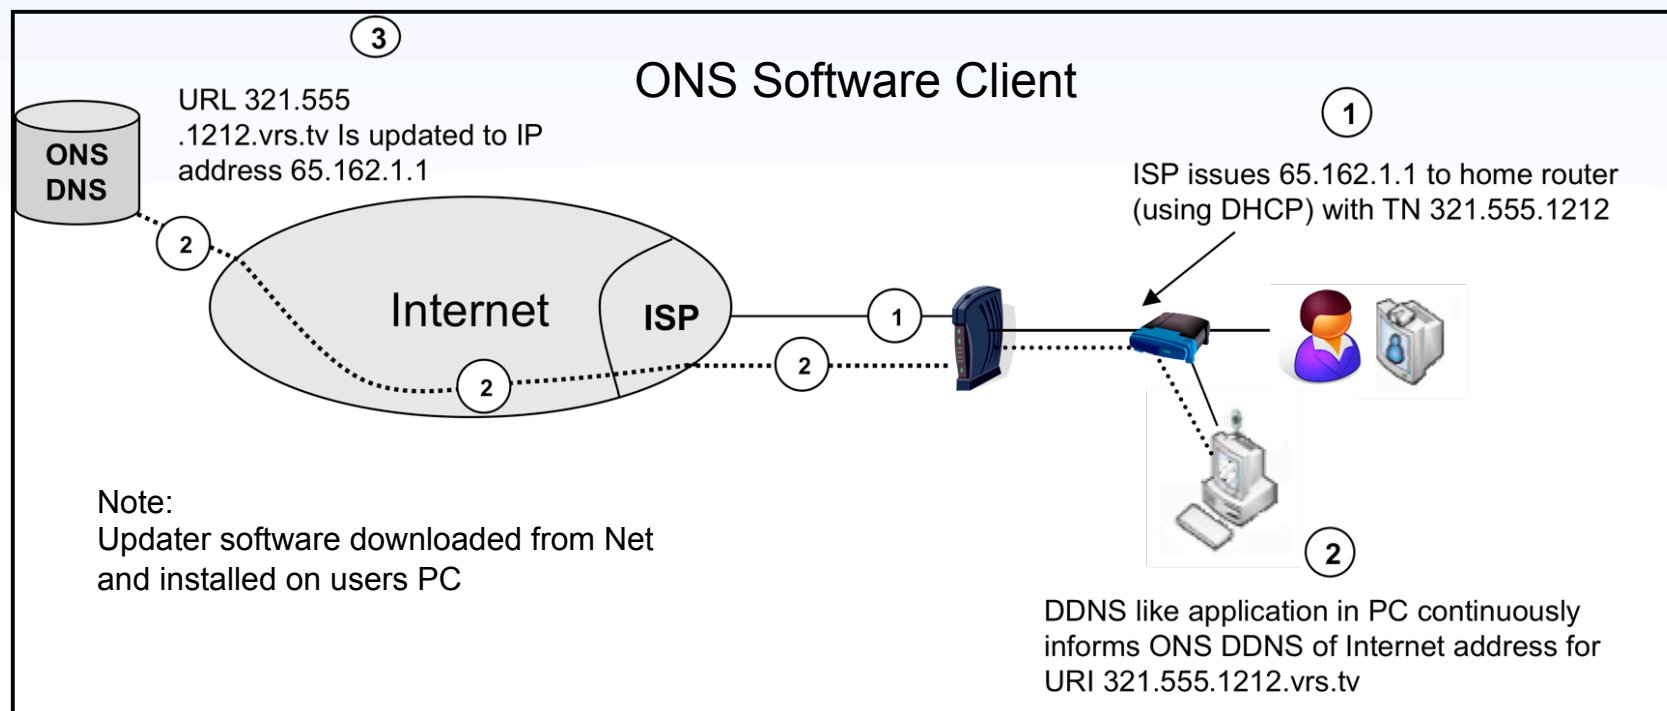 3
ONS Software Client
URL 321.555
.1212.vrs.tv Is updated to IP
address 65.162.1.1
ONS
DNS
1
ISP issues 65.162.1.1 to home router
(using DHCP) with TN 321.555.1212
2
Internet
ISP
1
2
2
Note:
Updater software downloaded from Net
and installed on users PC
2
DDNS like application in PC continuously
informs ONS DDNS of Internet address for
URI 321.555.1212.vrs.tv